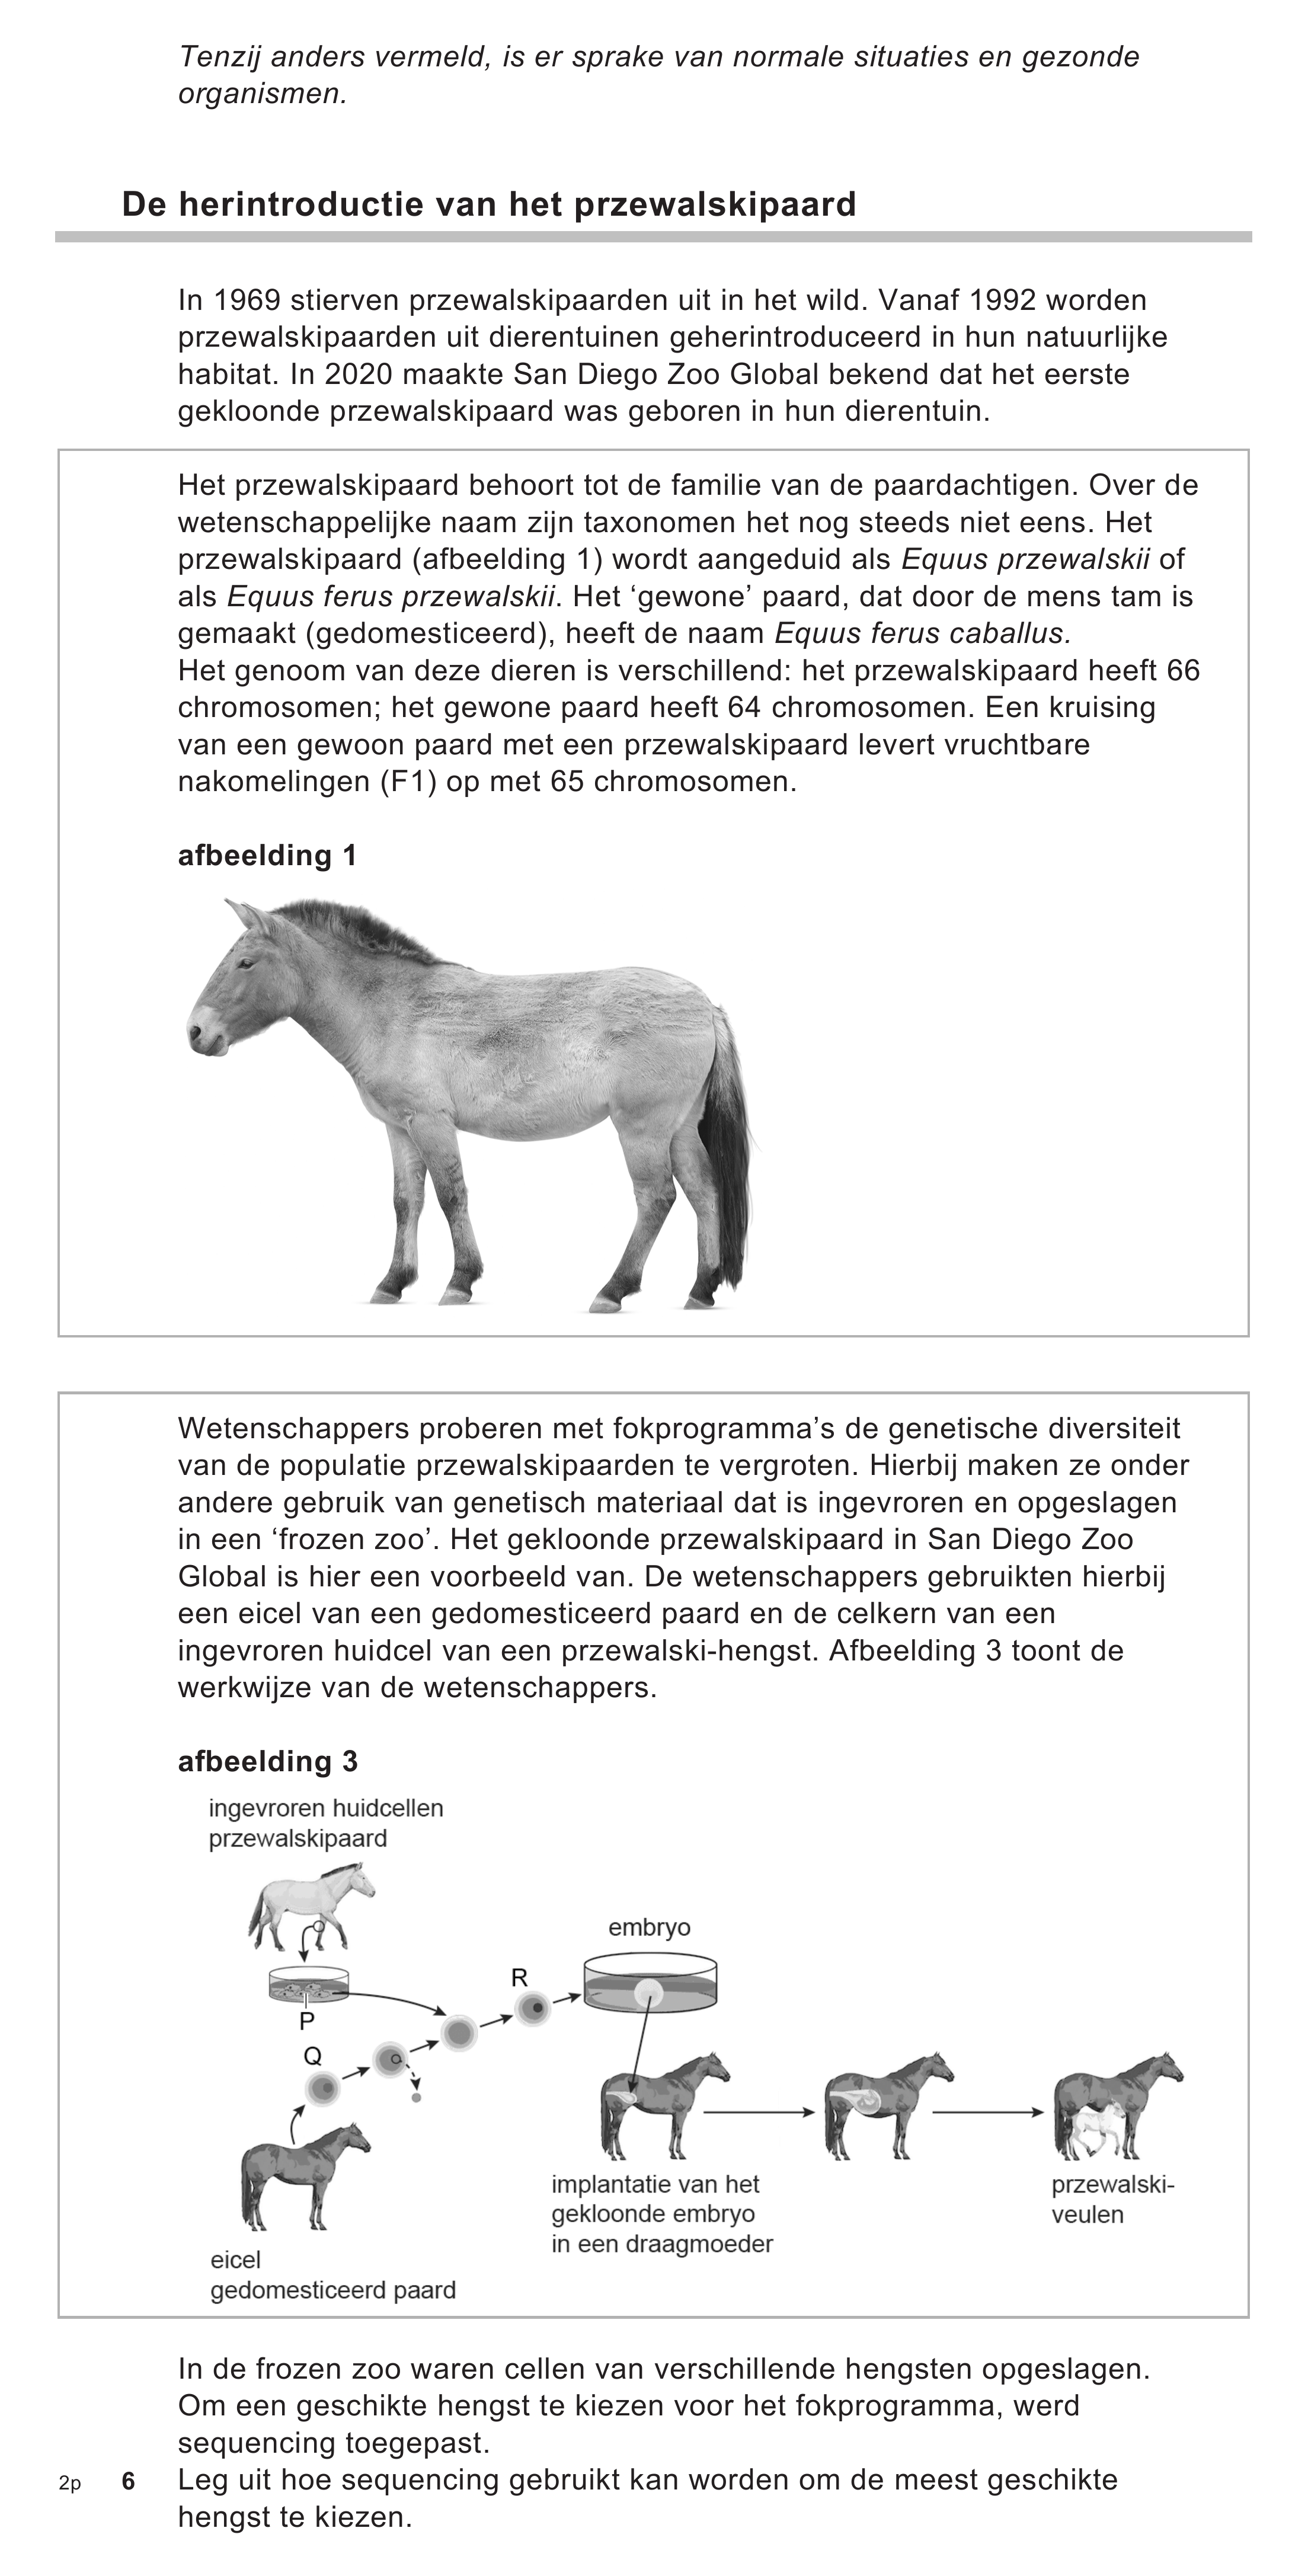 Tenzij anders vermeld, is er sprake van normale situaties en gezonde
organismen.
De herintroductie van het przewalskipaard
In 1969 stierven przewalskipaarden uit in het wild. Vanaf 1992 worden
przewalskipaarden uit dierentuinen geherintroduceerd in hun natuurlijke
habitat. In 2020 maakte San Diego Zoo Global bekend dat het eerste
gekloonde przewalskipaard was geboren in hun dierentuin.
Het przewalskipaard behoort tot de familie van de paardachtigen. Over de
wetenschappelijke naam zijn taxonomen het nog steeds niet eens. Het
przewalskipaard (afbeelding 1) wordt aangeduid als Equus przewalskii of
als Equus ferus przewalskii. Het ‘gewone’ paard, dat door de mens tam is
gemaakt (gedomesticeerd), heeft de naam Equus ferus caballus.
Het genoom van deze dieren is verschillend: het przewalskipaard heeft 66
chromosomen; het gewone paard heeft 64 chromosomen. Een kruising
van een gewoon paard met een przewalskipaard levert vruchtbare
nakomelingen (F1) op met 65 chromosomen.
afbeelding 1
Wetenschappers proberen met fokprogramma’s de genetische diversiteit
van de populatie przewalskipaarden te vergroten. Hierbij maken ze onder
andere gebruik van genetisch materiaal dat is ingevroren en opgeslagen
in een ‘frozen zoo’. Het gekloonde przewalskipaard in San Diego Zoo
Global is hier een voorbeeld van. De wetenschappers gebruikten hierbij
een eicel van een gedomesticeerd paard en de celkern van een
ingevroren huidcel van een przewalski-hengst. Afbeelding 3 toont de
werkwijze van de wetenschappers.
afbeelding 3
ingevroren huidcellen
przewalskipaard
embryo
R
P
Q
implantatie van het
gekloonde embryo
in een draagmoeder
przewalski-
veulen
eicel
gedomesticeerd paard
In de frozen zoo waren cellen van verschillende hengsten opgeslagen.
Om een geschikte hengst te kiezen voor het fokprogramma, werd
sequencing toegepast.
2p 6 Leg uit hoe sequencing gebruikt kan worden om de meest geschikte
hengst te kiezen.